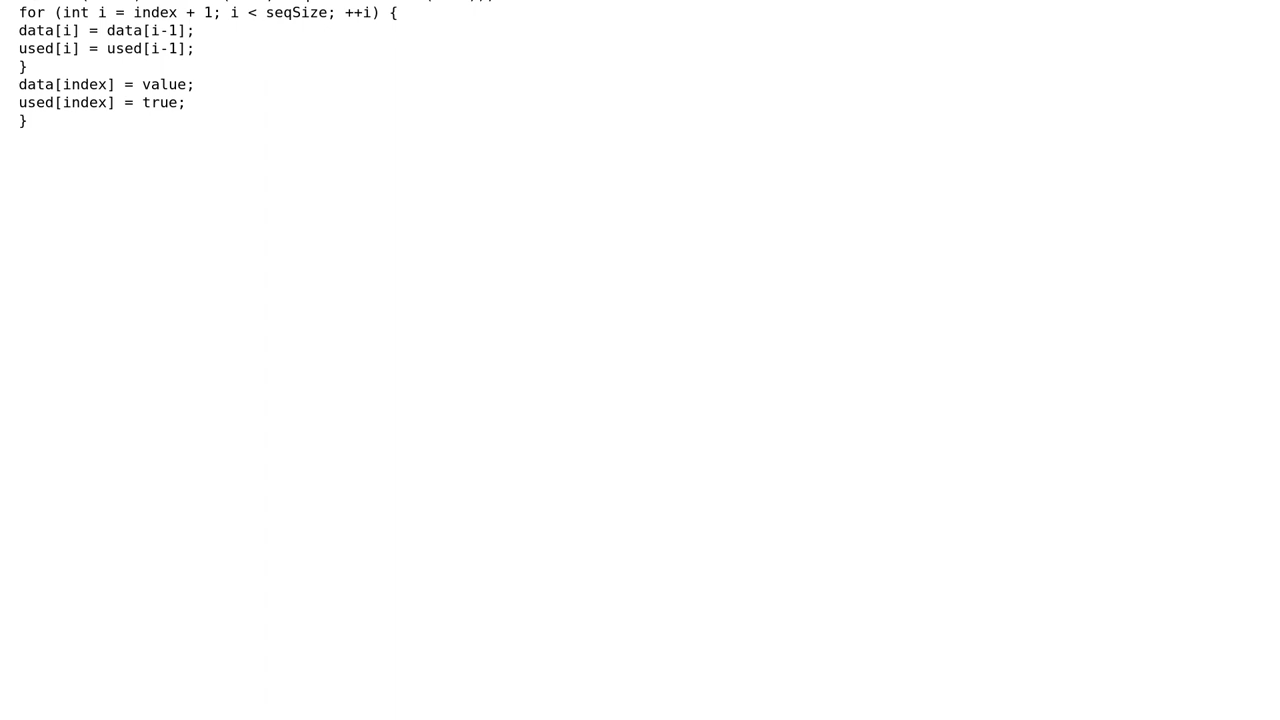 for (int i = index + 1; i < seqSize; ++i) {
data[i] = data[i-1];
used[i] = used[i-1];
}
data[index] = value;
used[index] = true;
}